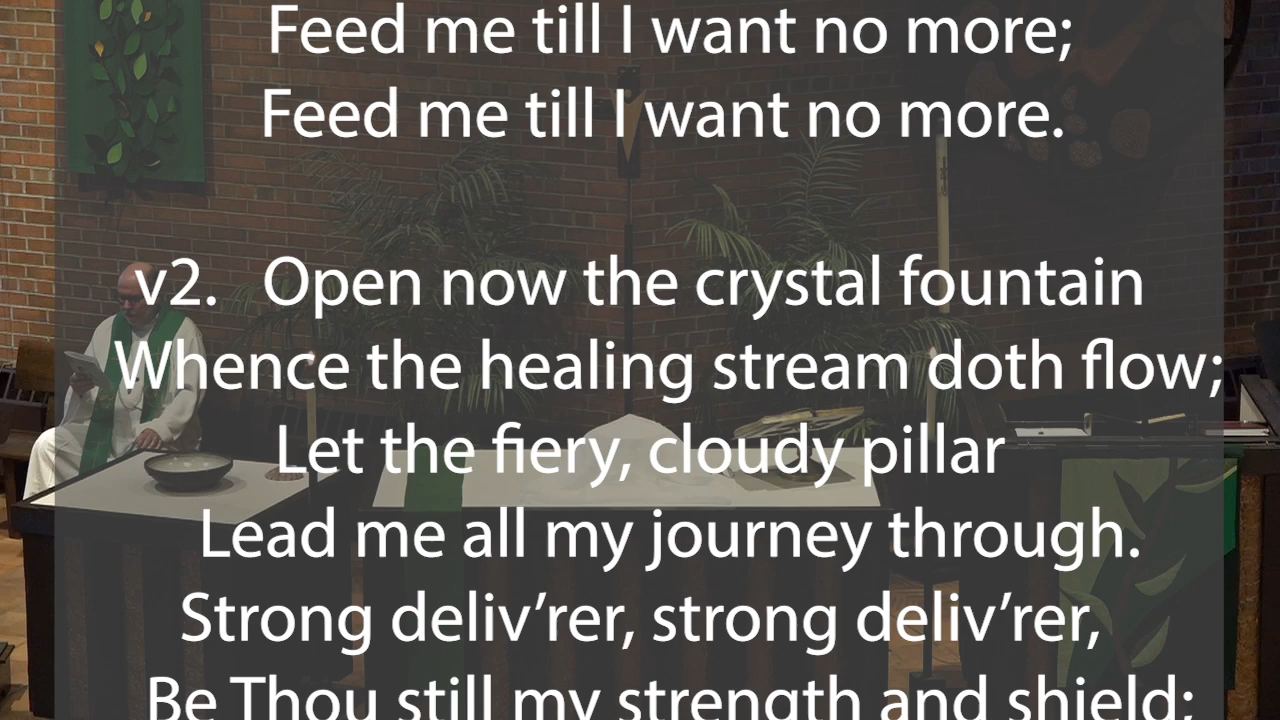 Feed me till I want no more;
Feed me till I want no more.
v2. Open now the crystal fountain
Whence the healing stream doth flow;
Let the fiery, cloudy pillar
Lead me all my journey through.
Strong deliv’rer, strong deliv’rer,
Be Thou still my strength and shield;